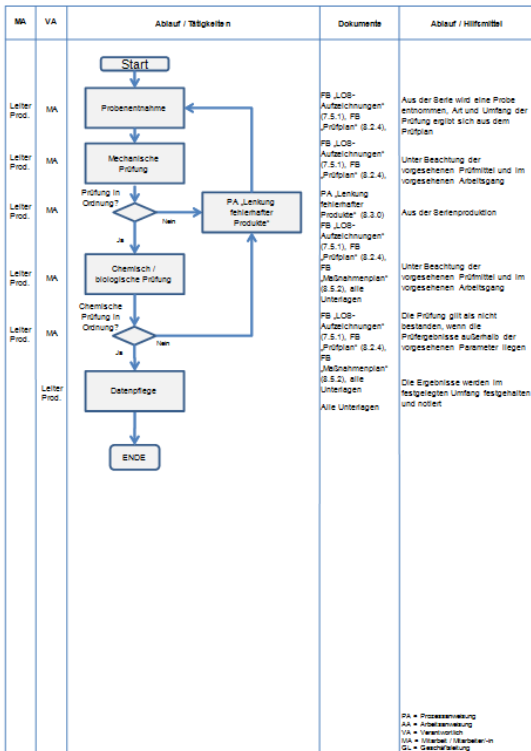 MA VA Ablauf / Tätigkeiten Dokumente Ablauf / Hilfsmittel
Start
Leiter Prod.
MA
Probenentnahme
FB „LOB-
Aufzeichnungen“
(7.5.1), FB
„Prüfplan“ (8.2.4),
Aus der Serie wird eine Probe
entnommen, Art und Umfang der
Prüfung ergibt sich aus dem
Prüfplan
Leiter
Prod.
MA
Mechanische
Prüfung
FB „LOB-
Aufzeichnungen“
(7.5.1), FB
„Prüfplan“ (8.2.4),
Unter Beachtung der
vorgesehenen Prüfmittel und im
vorgesehenen Arbeitsgang
Leiter
Prod.
MA
Prüfung in
Ordnung?
Nein
Ja
PA „Lenkung
fehlerhafter
Produkte“
PA „Lenkung
fehlerhafter
Produkte“ (8.3.0)
FB „LOB-
Aufzeichnungen“
(7.5.1), FB
„Prüfplan“ (8.2.4),
FB
„Maßnahmenplan“
(8.5.2), alle
Unterlagen
Aus der Serienproduktion
Leiter
Prod.
MA
Chemisch /
biologische Prüfung
Unter Beachtung der
vorgesehenen Prüfmittel und im
vorgesehenen Arbeitsgang
Leiter
Prod.
MA
Chemische
Prüfung in
Ordnung?
Nein
Ja
FB „LOB-
Aufzeichnungen“
(7.5.1), FB
„Prüfplan“ (8.2.4),
FB
„Maßnahmenplan“
(8.5.2), alle
Unterlagen
Die Prüfung gilt als nicht
bestanden, wenn die
Prüfergebnisse außerhalb der
vorgesehenen Parameter liegen
Leiter
Prod.
Datenpflege
Alle Unterlagen
Die Ergebnisse werden im
festgelegten Umfang festgehalten
und notiert
ENDE
PA = Prozessanweisung
AA = Arbeitsanweisung
VA = Verantwortlich
MA = Mitarbeit / Mitarbeiter/-in
GL = Geschäftsleitung